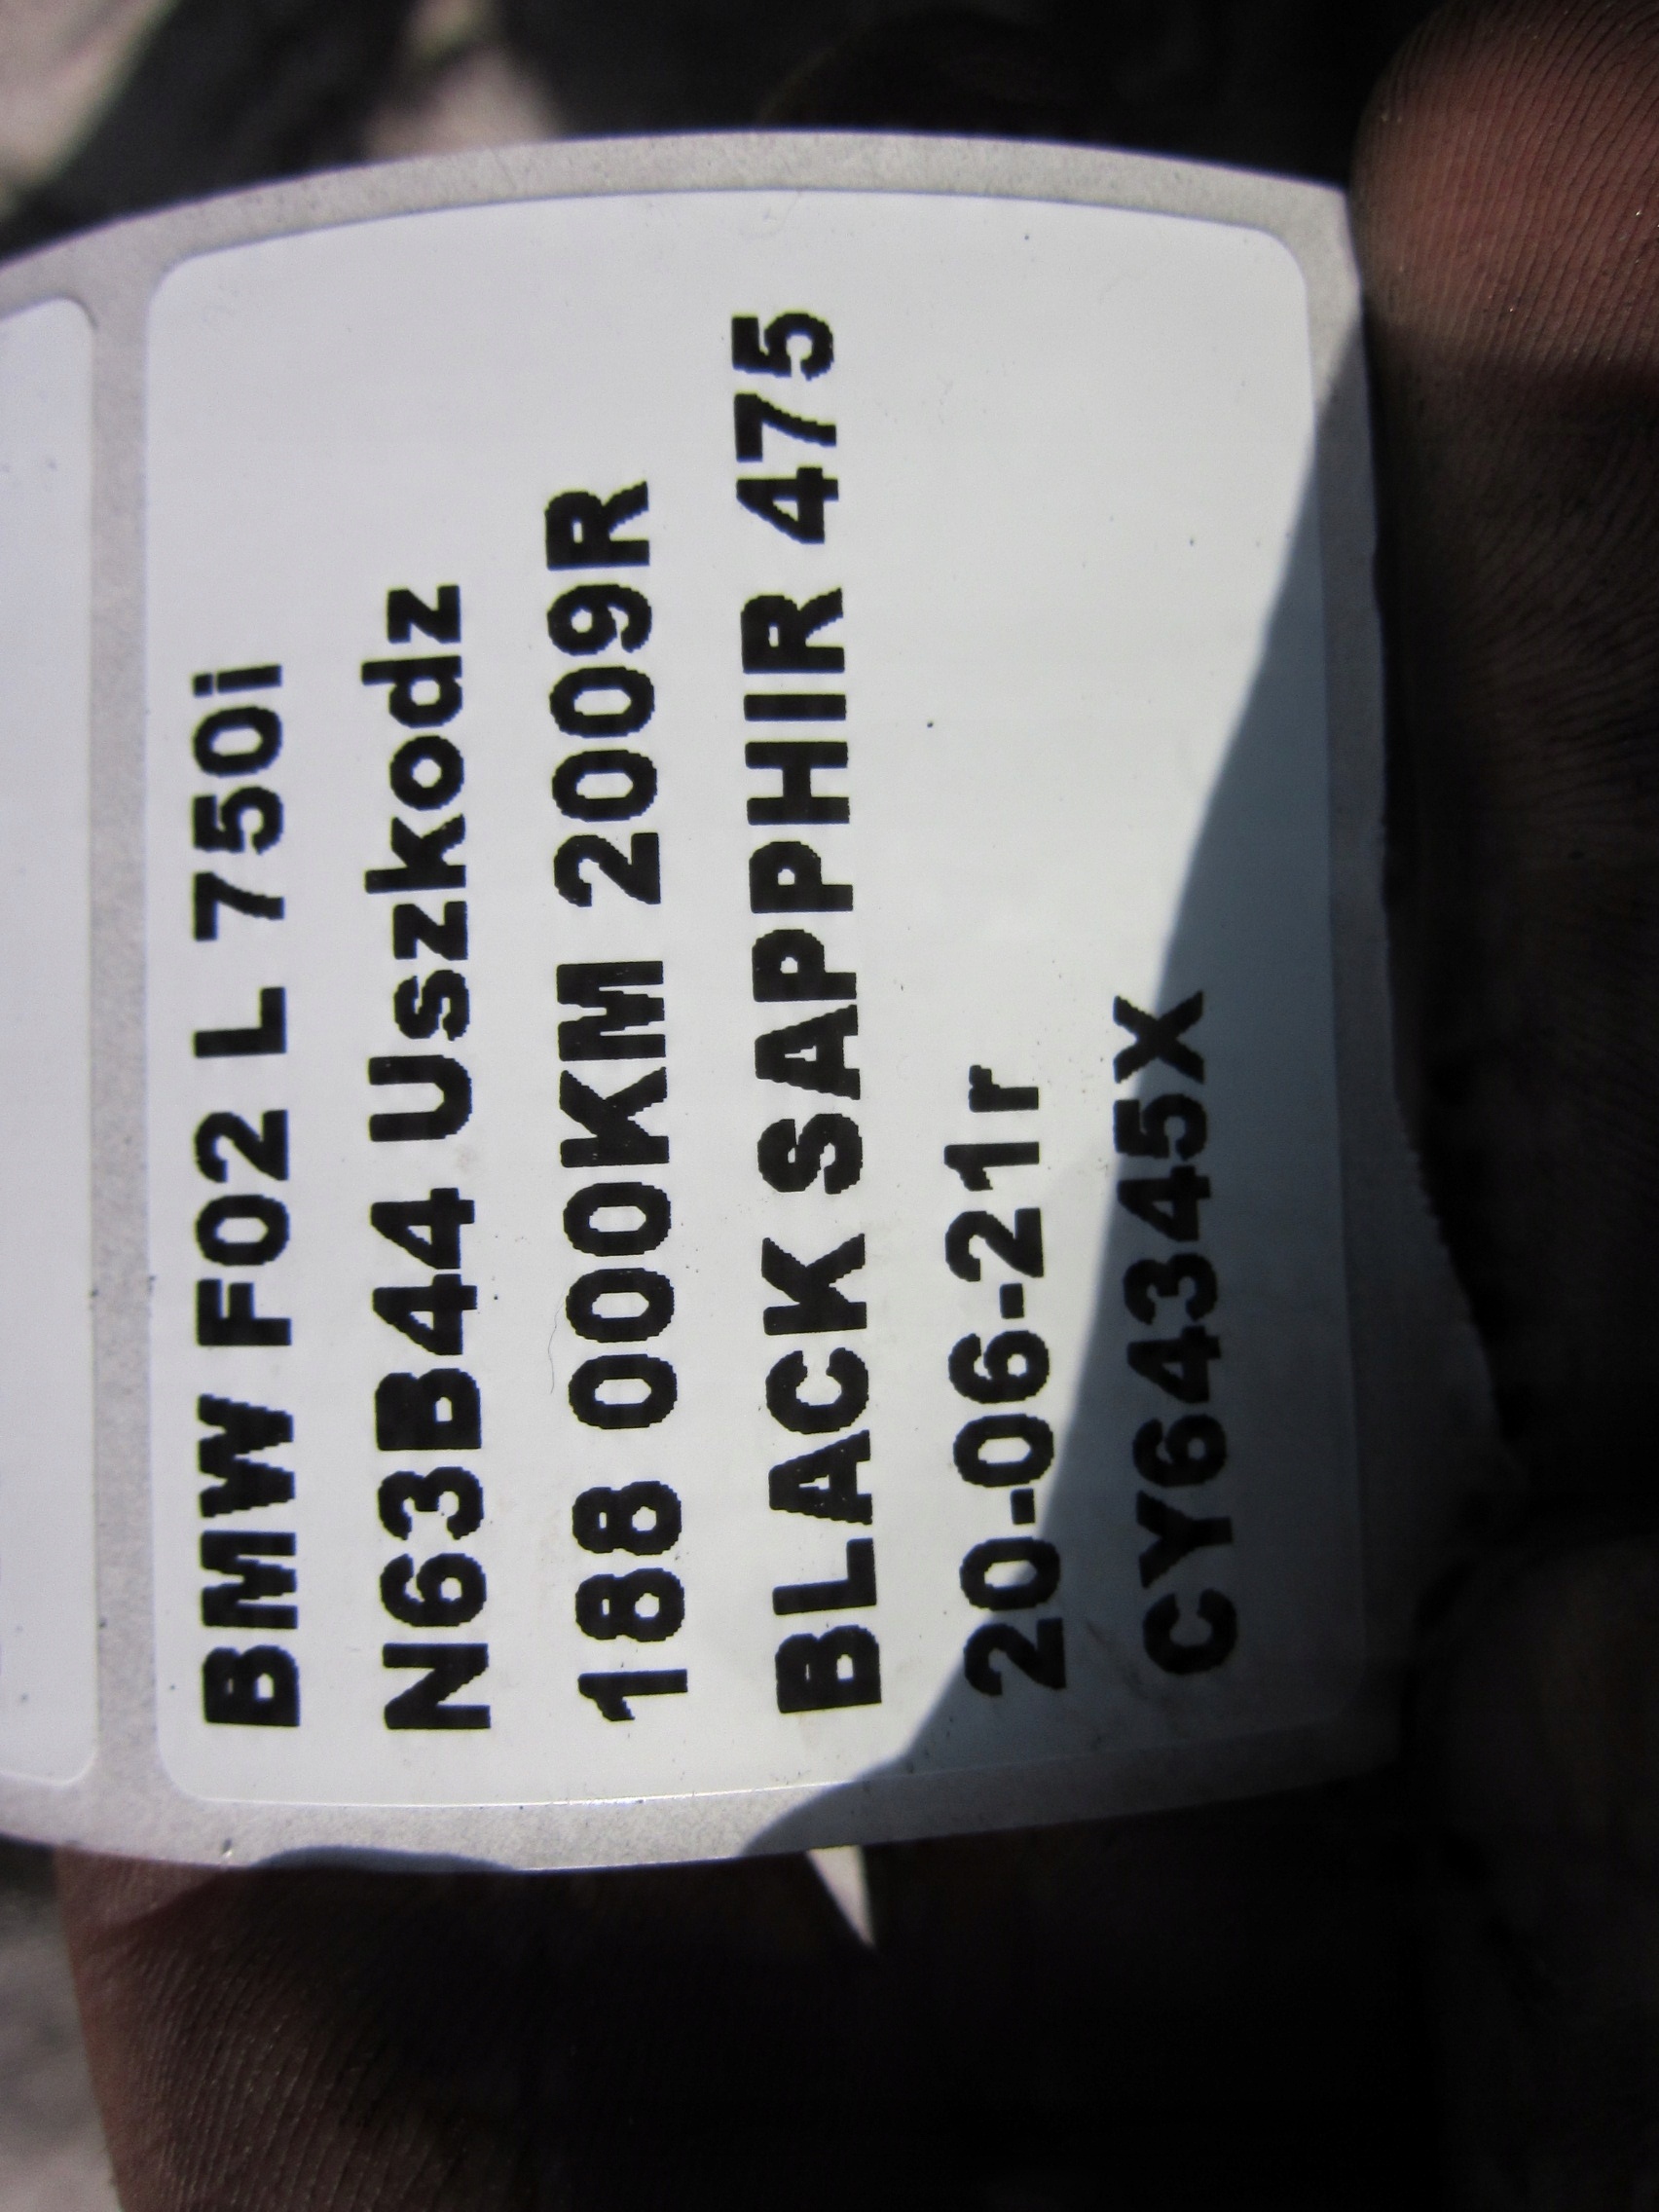 BMW F02 L 750i
N63B44 Uszkodz
188 000KM 2009R
BLACK SAPPHIR 475
20-06-21r
CY64345X